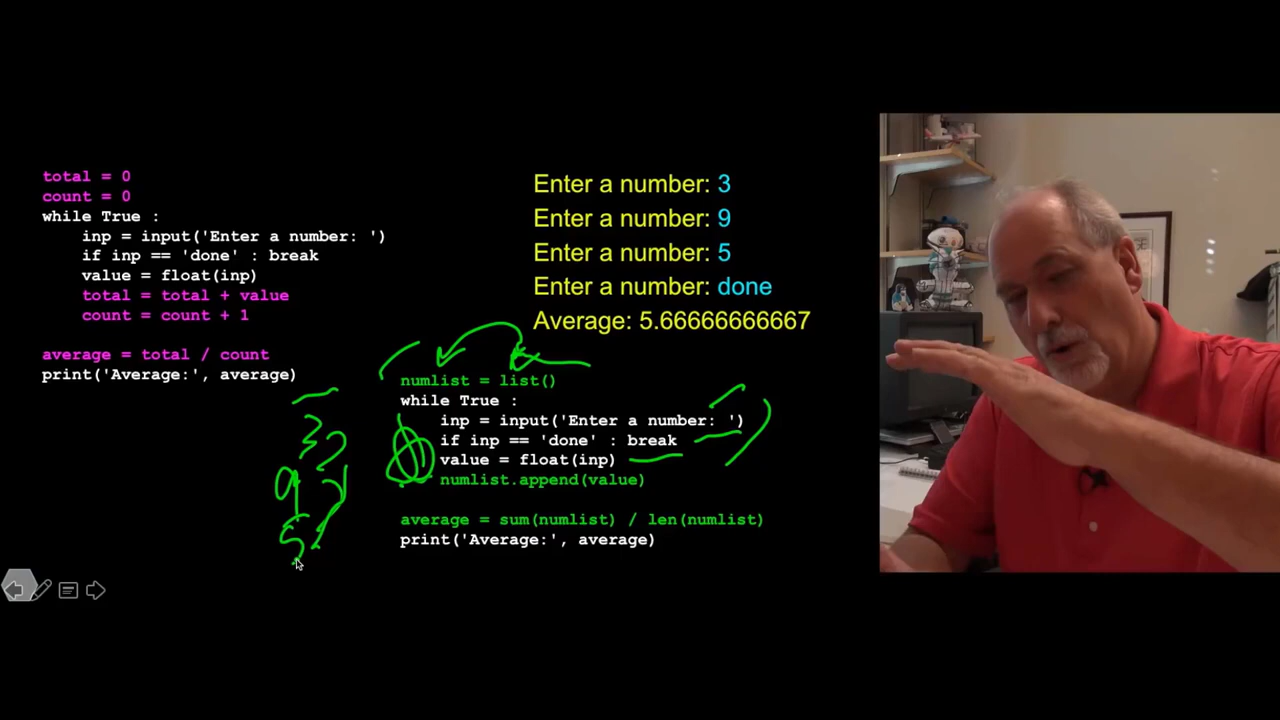 total = 0
count = 0
while True :
    inp = input('Enter a number: ')
    if inp == 'done' : break
    value = float(inp)
    total = total + value
    count = count + 1
average = total / count
print('Average:', average)
Enter a number: 3
Enter a number: 9
Enter a number: 5
Enter a number: done
Average: 5.66666666667
numlist = list()
while True :
    inp = input('Enter a number: ')
    if inp == 'done' : break
    value = float(inp)
    numlist.append(value)
average = sum(numlist) / len(numlist)
print('Average:', average)
3
9
5